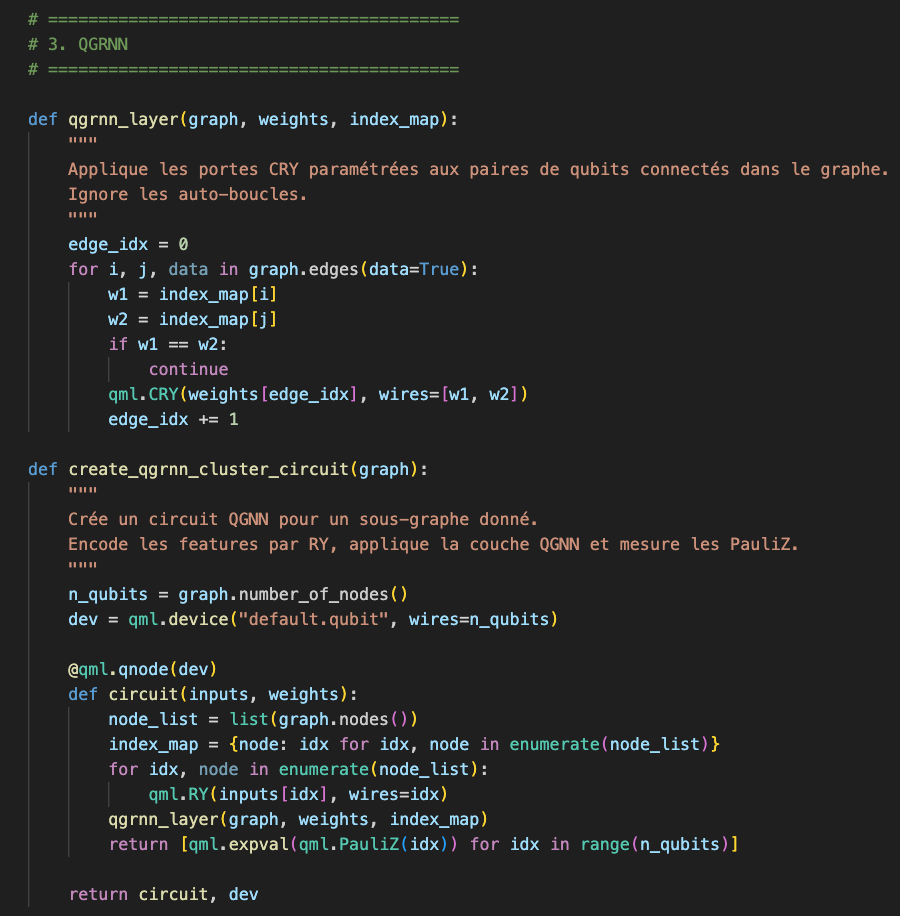 # =========================================
# 3. QGRNN
# =========================================
def qgrnn_layer(graph, weights, index_map):
    """
    Applique les portes CRY paramétrées aux paires de qubits connectés dans le graphe.
    Ignore les auto-boucles.
    """
    edge_idx = 0
    for i, j, data in graph.edges(data=True):
        w1 = index_map[i]
        w2 = index_map[j]
        if w1 == w2:
            continue
        qml.CRY(weights[edge_idx], wires=[w1, w2])
        edge_idx += 1
def create_qgrnn_cluster_circuit(graph):
    """
    Crée un circuit QGNN pour un sous-graphe donné.
    Encode les features par RY, applique la couche QGNN et mesure les PauliZ.
    """
    n_qubits = graph.number_of_nodes()
    dev = qml.device("default.qubit", wires=n_qubits)
    @qml.qnode(dev)
    def circuit(inputs, weights):
        node_list = list(graph.nodes())
        index_map = {node: idx for idx, node in enumerate(node_list)}
        for idx, node in enumerate(node_list):
            qml.RY(inputs[idx], wires=idx)
        qgrnn_layer(graph, weights, index_map)
        return [qml.expval(qml.PauliZ(idx)) for idx in range(n_qubits)]
    return circuit, dev